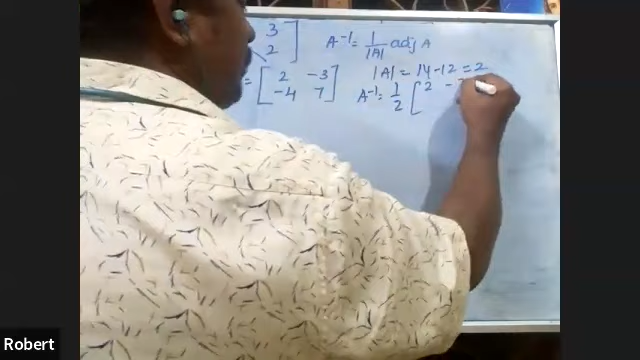 3 ] A⁻¹ = 1/|A| adj A
2 ]
= [ 2 -3 ] |A| = 14-12 = 2
[ -4 7 ] A⁻¹ = 1/2 [ 2 -
Robert